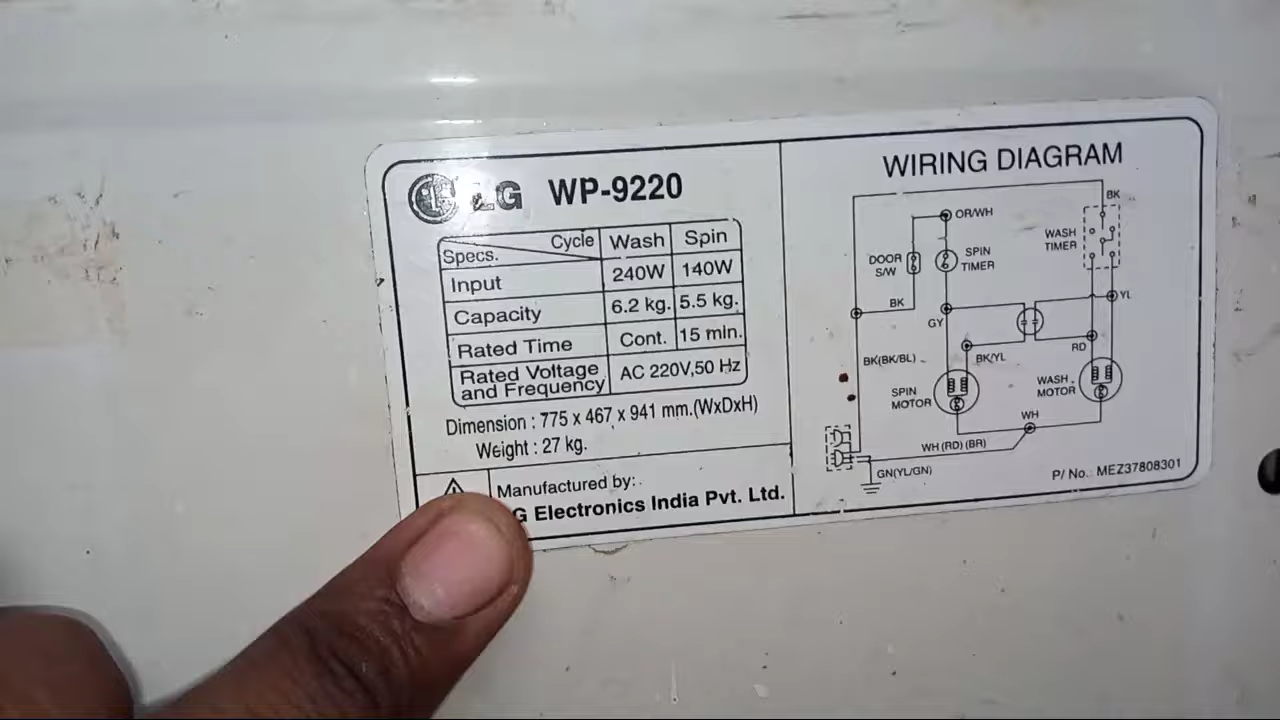 LG WP-9220
Cycle Wash Spin
Specs.
Input 240W 140W
Capacity 6.2 kg. 5.5 kg.
Rated Time Cont. 15 min.
Rated Voltage and Frequency AC 220V,50 Hz
Dimension : 775 x 467 x 941 mm.(WxDxH)
Weight : 27 kg.
Manufactured by:
G Electronics India Pvt. Ltd.
WIRING DIAGRAM
BK
OR/WH
WASH TIMER
DOOR S/W
SPIN TIMER
BK
YL
GY
RD
BK(BK/BL)
BK/YL
SPIN MOTOR
WASH MOTOR
WH
WH (RD) (BR)
GN(YL/GN)
P/ No. MEZ37808301